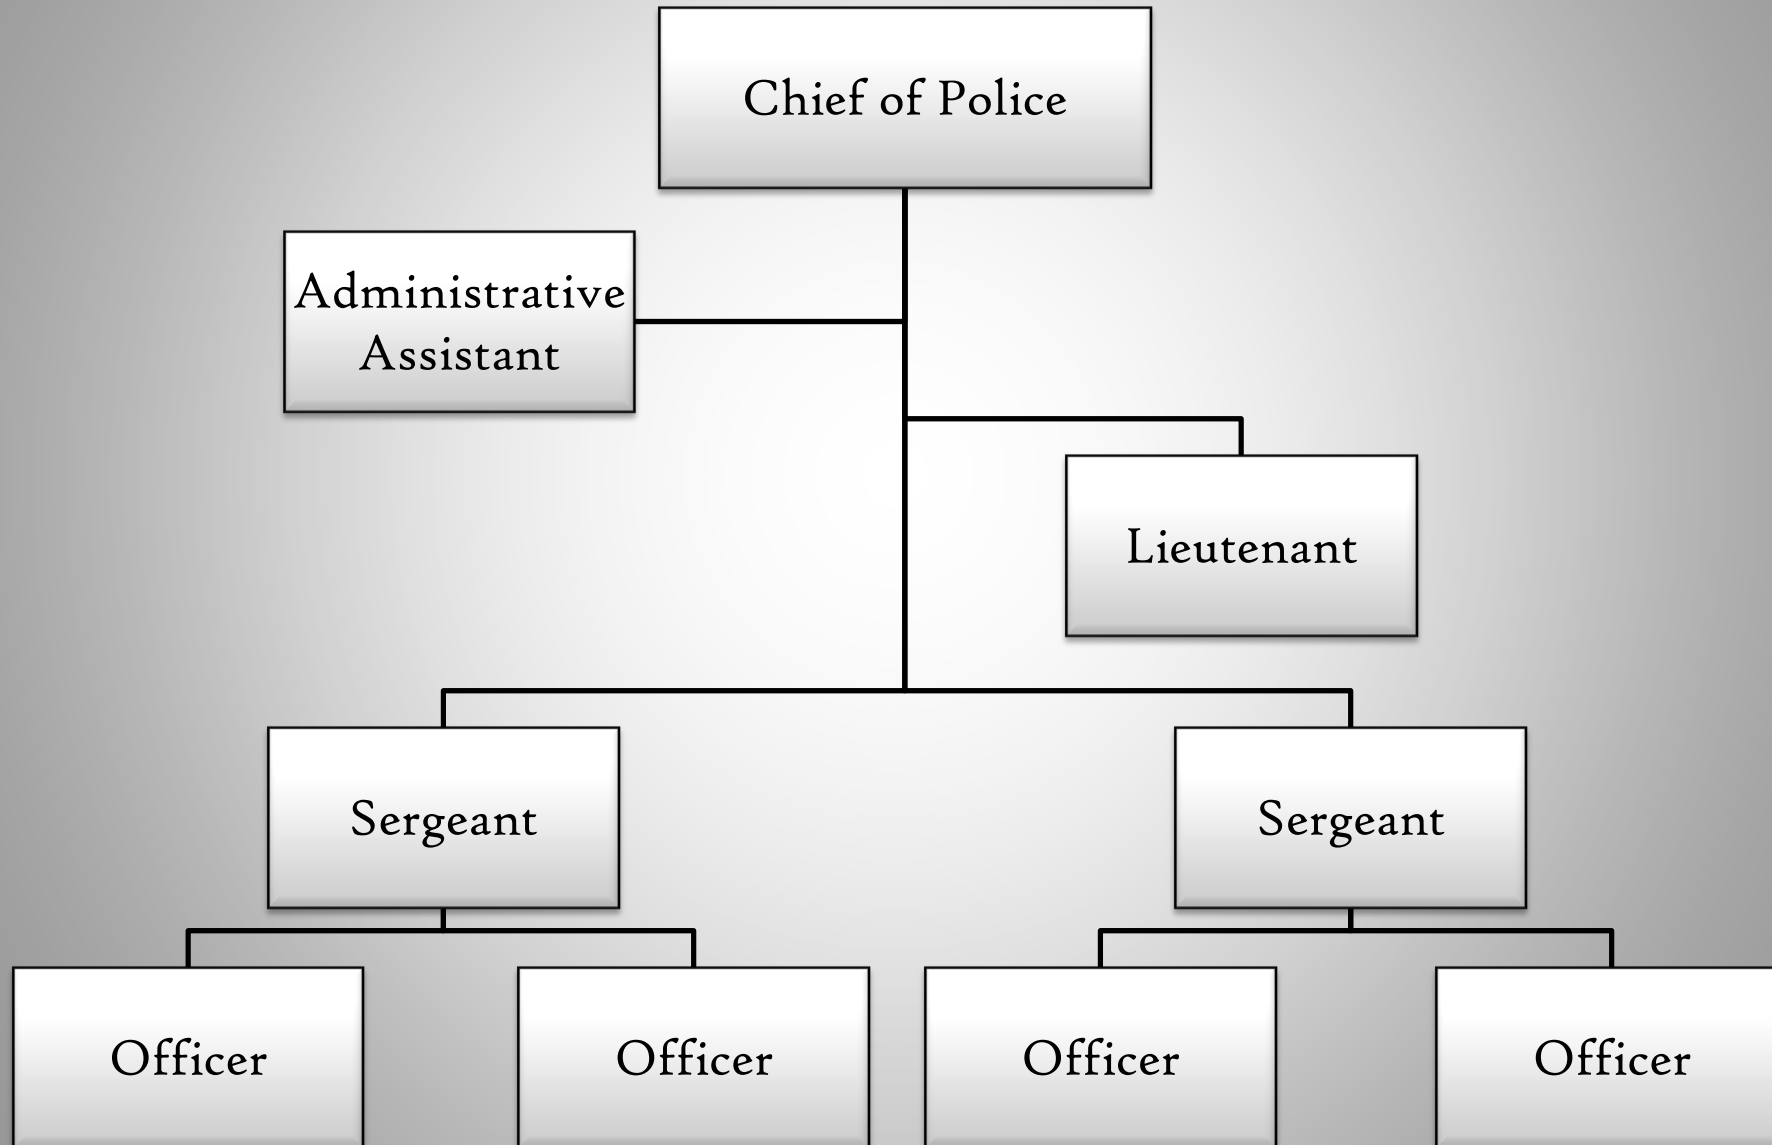 Chief of Police
Administrative
Assistant
Lieutenant
Sergeant
Sergeant
Officer
Officer
Officer
Officer